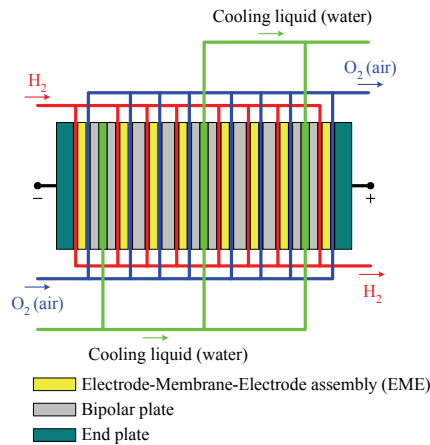 Cooling liquid (water)
O2 (air)
H2
− +
O2 (air)
H2
Cooling liquid (water)
Electrode-Membrane-Electrode assembly (EME)
Bipolar plate
End plate